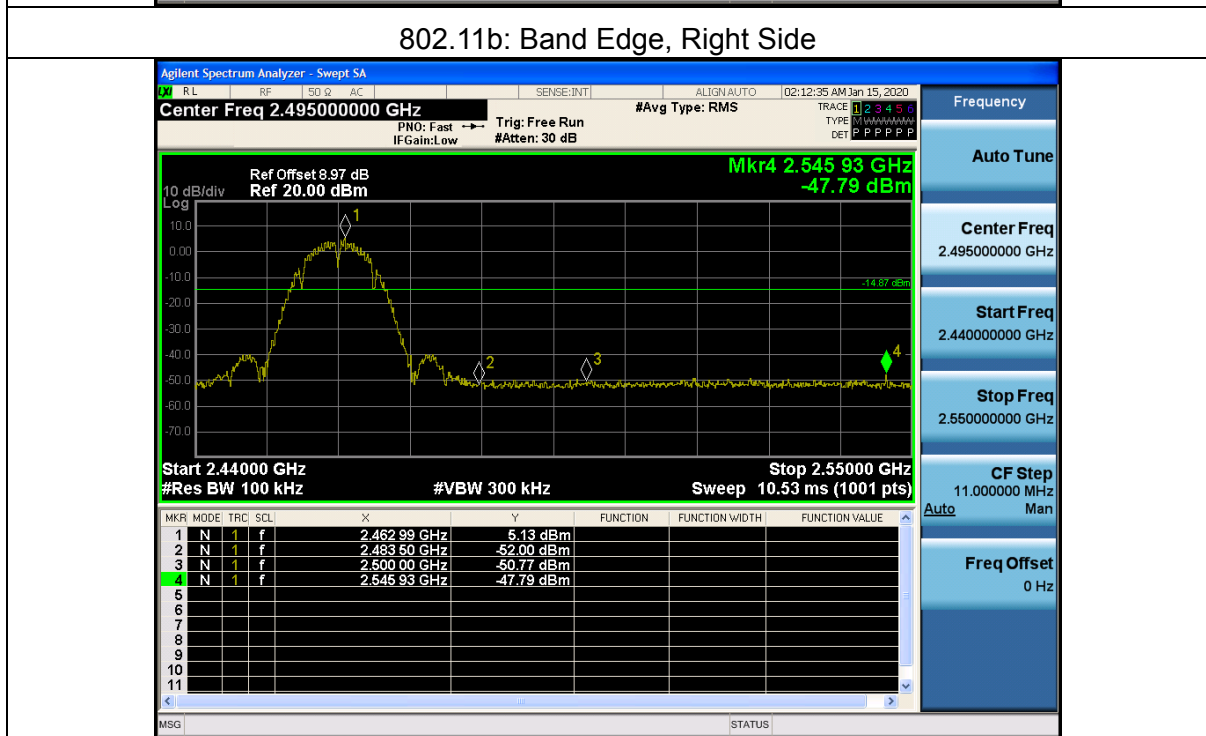 802.11b: Band Edge, Right Side
Agilent Spectrum Analyzer - Swept SA
LXI RL RF 50 Ω AC SENSE:INT ALIGN AUTO 02:12:35 AM Jan 15, 2020
Center Freq 2.495000000 GHz #Avg Type: RMS TRACE 1 2 3 4 5 6
PNO: Fast Trig: Free Run TYPE M WWWWW
IFGain:Low #Atten: 30 dB DET P P P P P P
Frequency
Auto Tune
Mkr4 2.545 93 GHz
-47.79 dBm
Ref Offset 8.97 dB
10 dB/div Ref 20.00 dBm
Log
10.0
0.00
-10.0
-20.0
-30.0
-40.0
-50.0
-60.0
-70.0
1
2
3
4
-14.87 dBm
Start 2.44000 GHz Stop 2.55000 GHz
#Res BW 100 kHz #VBW 300 kHz Sweep 10.53 ms (1001 pts)
Center Freq
2.495000000 GHz
Start Freq
2.440000000 GHz
Stop Freq
2.550000000 GHz
CF Step
11.000000 MHz
Auto Man
Freq Offset
0 Hz
MKR MODE TRC SCL X Y FUNCTION FUNCTION WIDTH FUNCTION VALUE
1 N 1 f 2.462 99 GHz 5.13 dBm
2 N 1 f 2.483 50 GHz -52.00 dBm
3 N 1 f 2.500 00 GHz -50.77 dBm
4 N 1 f 2.545 93 GHz -47.79 dBm
5
6
7
8
9
10
11
MSG STATUS